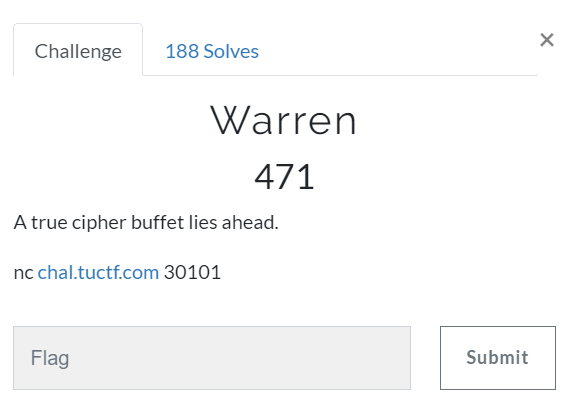 Challenge
188 Solves
×
Warren
471
A true cipher buffet lies ahead.
nc chal.tuctf.com 30101
Flag
Submit